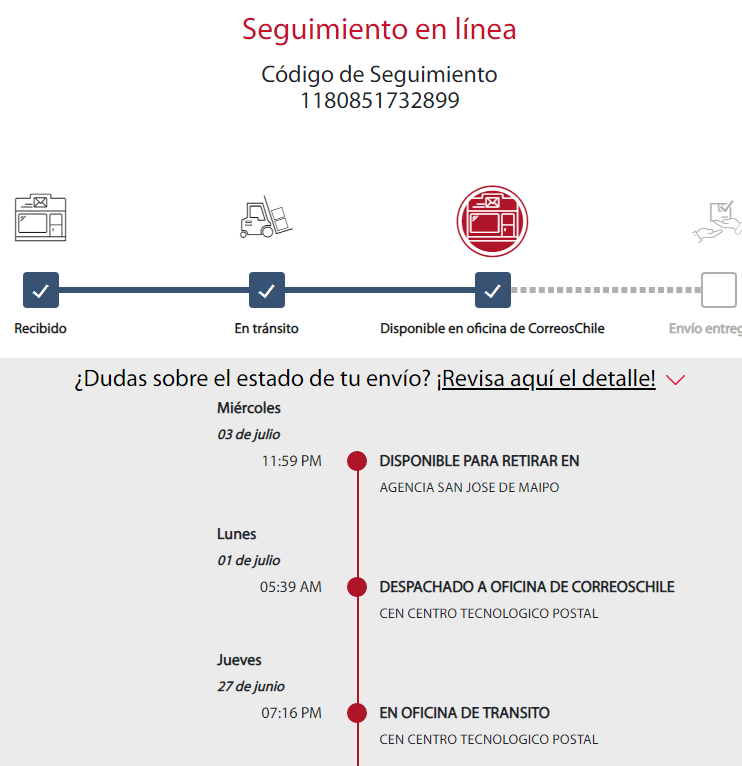 Seguimiento en línea
Código de Seguimiento
1180851732899
Recibido
En tránsito
Disponible en oficina de CorreosChile
Envío entreg
¿Dudas sobre el estado de tu envío? ¡Revisa aquí el detalle!
Miércoles
03 de julio
11:59 PM
DISPONIBLE PARA RETIRAR EN
AGENCIA SAN JOSE DE MAIPO
Lunes
01 de julio
05:39 AM
DESPACHADO A OFICINA DE CORREOSCHILE
CEN CENTRO TECNOLOGICO POSTAL
Jueves
27 de junio
07:16 PM
EN OFICINA DE TRANSITO
CEN CENTRO TECNOLOGICO POSTAL